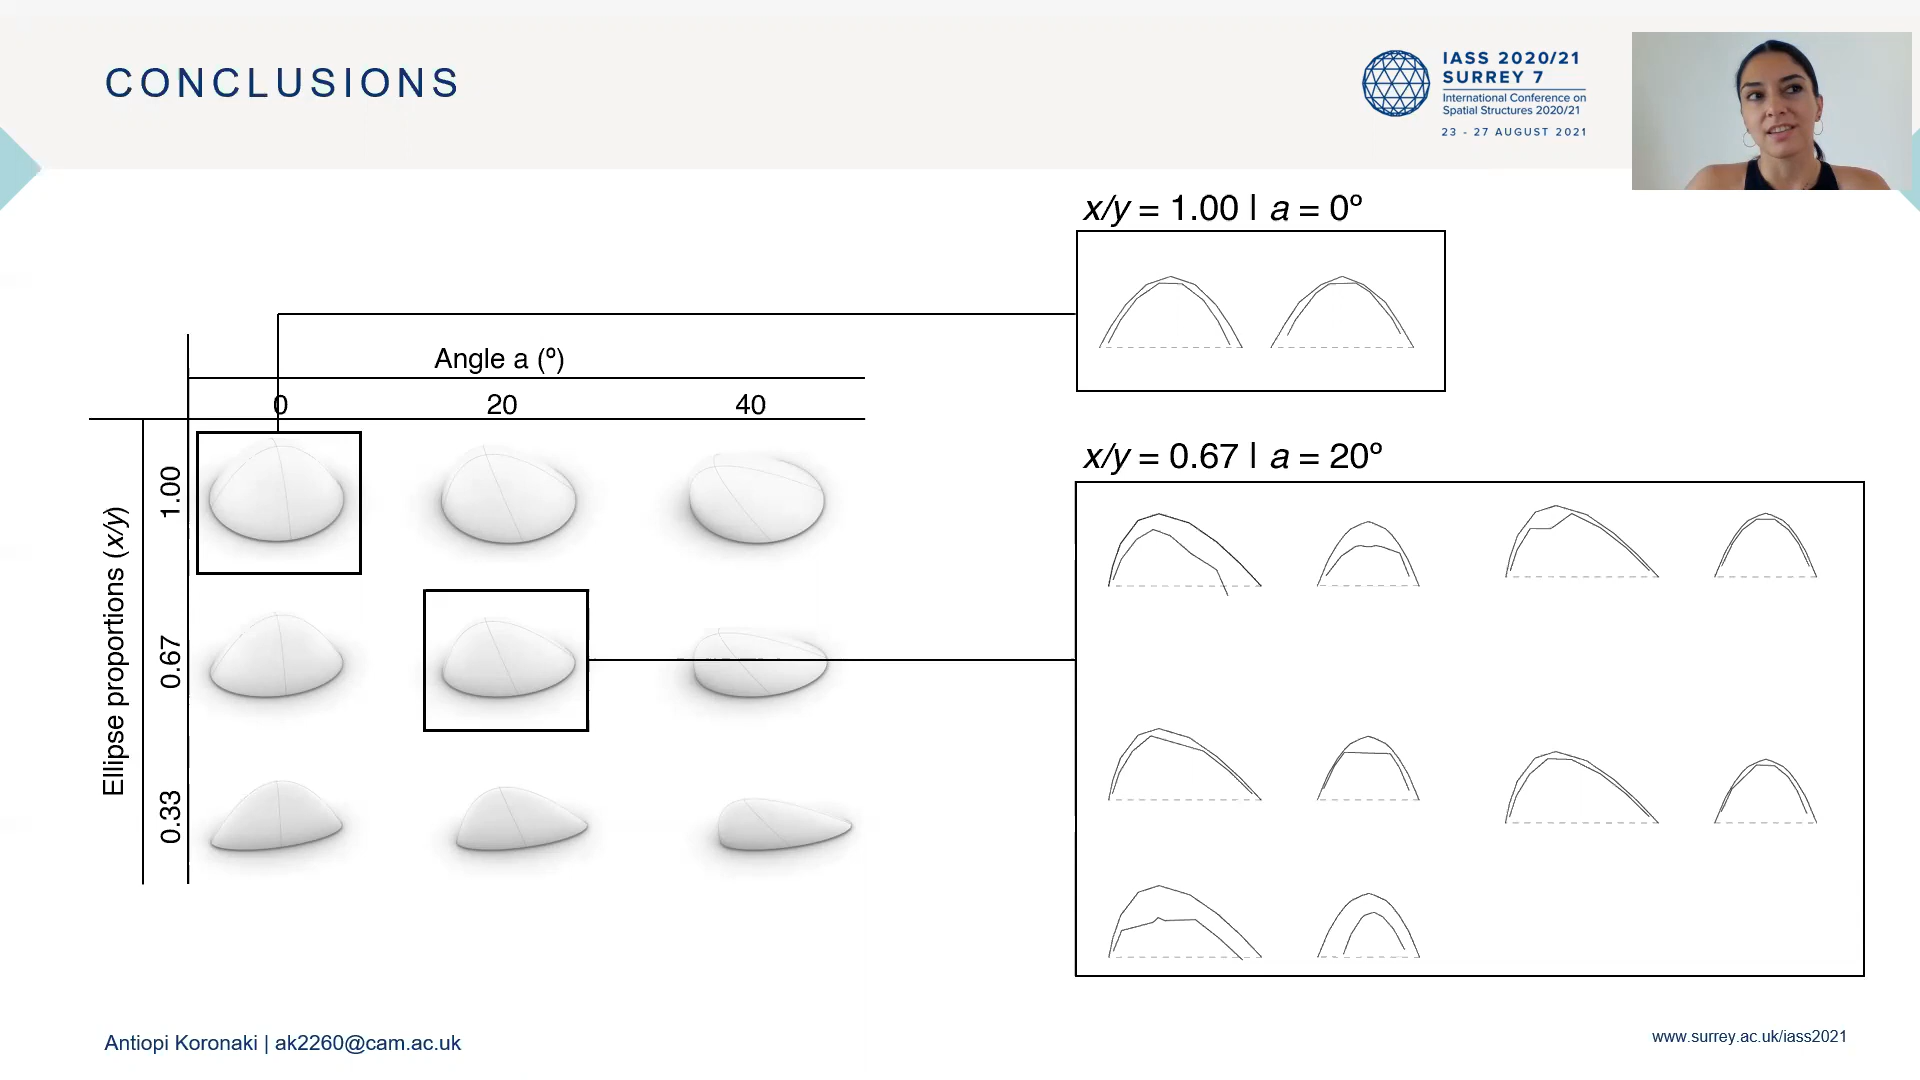 CONCLUSIONS
IASS 2020/21
SURREY 7
International Conference on
Spatial Structures 2020/21
23 - 27 AUGUST 2021
x/y = 1.00 | a = 0º
Angle a (º)
0 20 40
Ellipse proportions (x/y)
1.00
0.67
0.33
x/y = 0.67 | a = 20º
Antiopi Koronaki | ak2260@cam.ac.uk
www.surrey.ac.uk/iass2021